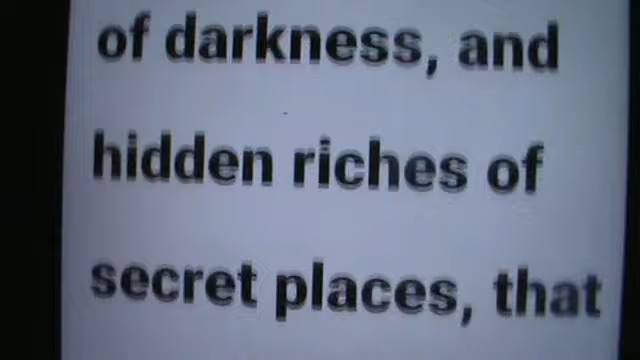 of darkness, and
hidden riches of
secret places, that